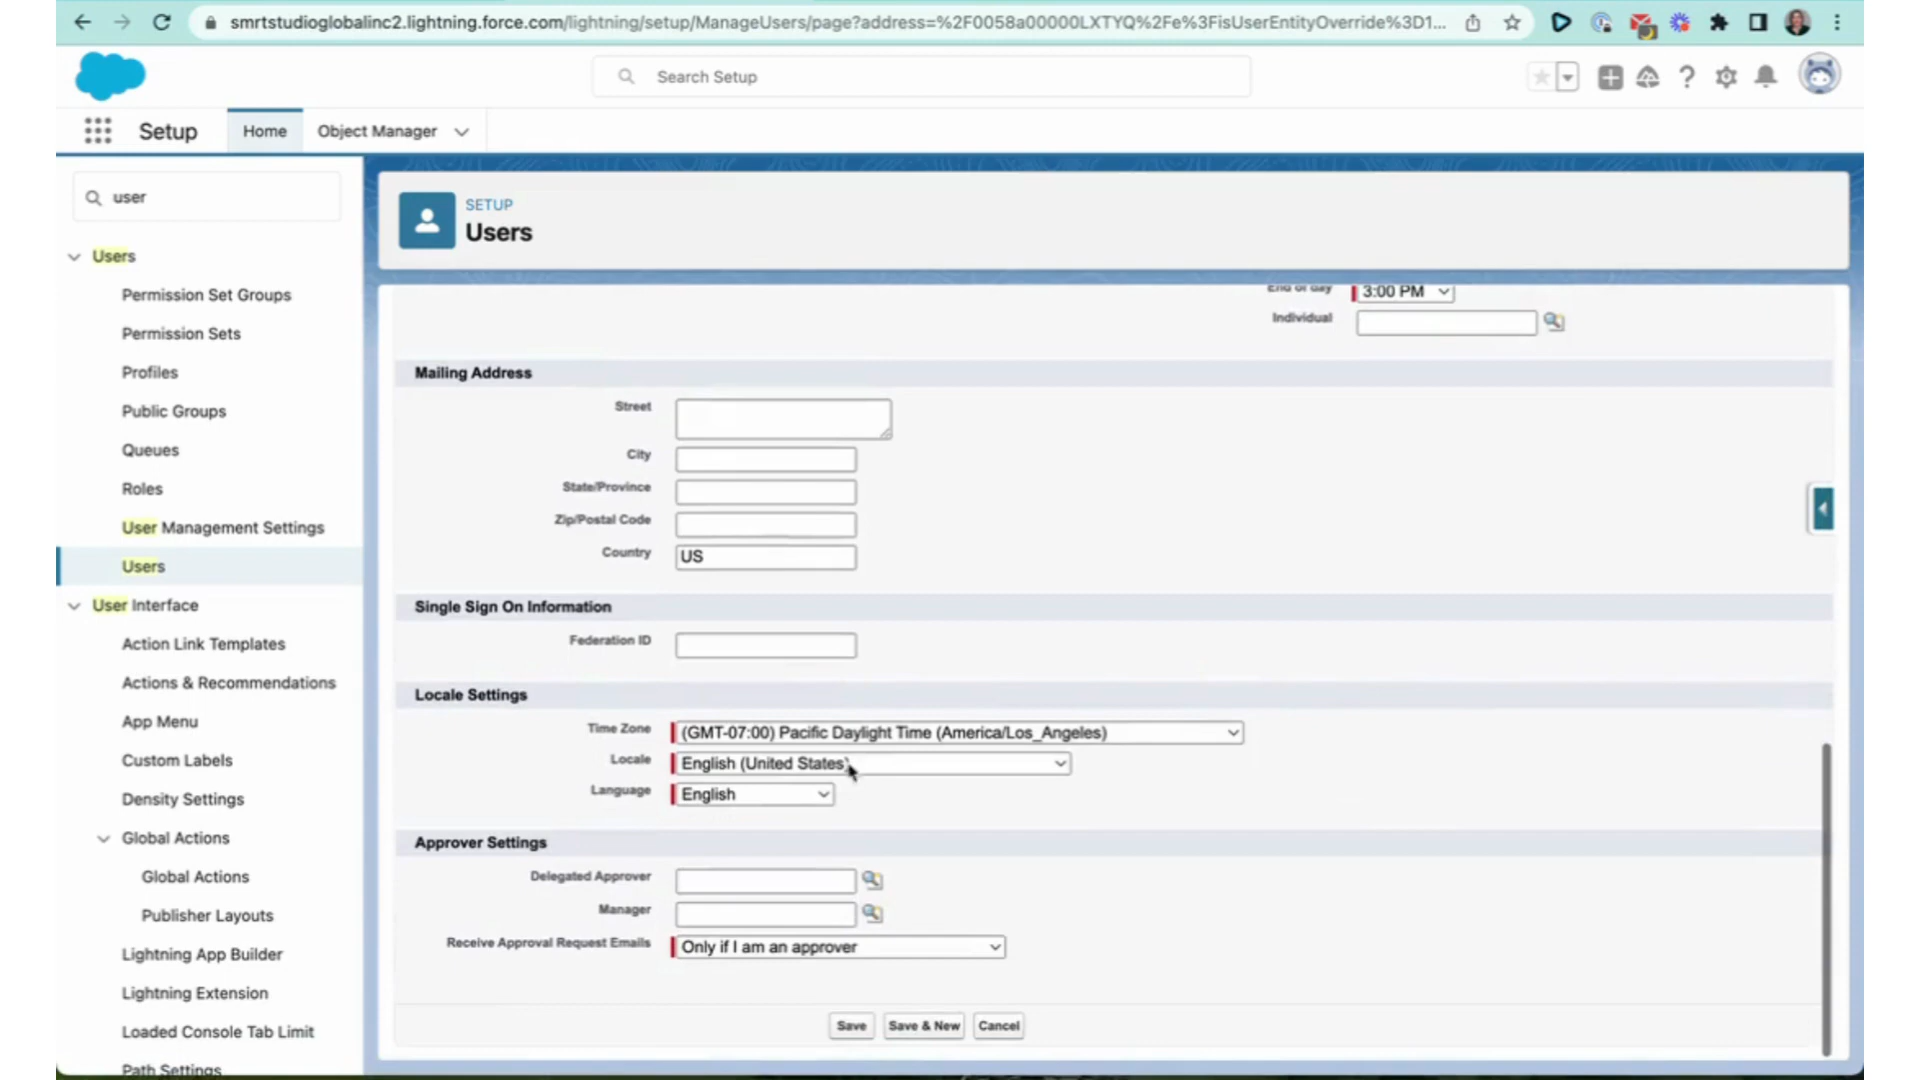 smrtstudioglobalinc2.lightning.force.com/lightning/setup/ManageUsers/page?address=%2F0058a00000LXTYQ%2Fe%3FisUserEntityOverride%3D1...
Search Setup
Setup
Home
Object Manager
user
SETUP
Users
Users
Permission Set Groups
Permission Sets
Profiles
Public Groups
Queues
Roles
User Management Settings
Users
User Interface
Action Link Templates
Actions & Recommendations
App Menu
Custom Labels
Density Settings
Global Actions
Global Actions
Publisher Layouts
Lightning App Builder
Lightning Extension
Loaded Console Tab Limit
Path Settings
End of day 3:00 PM
Individual
Mailing Address
Street
City
State/Province
Zip/Postal Code
Country US
Single Sign On Information
Federation ID
Locale Settings
Time Zone (GMT-07:00) Pacific Daylight Time (America/Los_Angeles)
Locale English (United States)
Language English
Approver Settings
Delegated Approver
Manager
Receive Approval Request Emails Only if I am an approver
Save Save & New Cancel